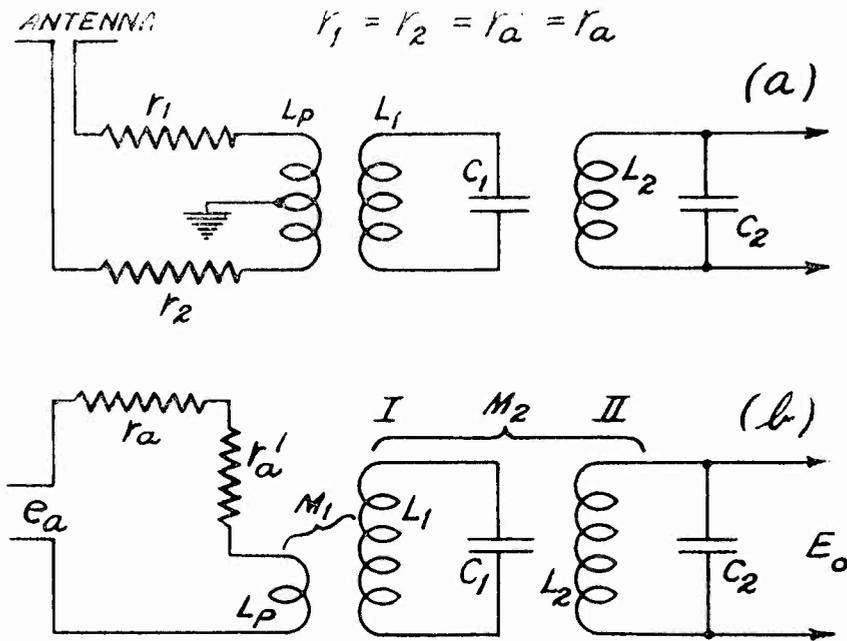 ANTENNA
r1 = r2 = ra = ra
(a)
r1
LP
L1
C1
L2
C2
r2
I
M2
II
(b)
ra
ra'
ea
M1
L1
C1
L2
C2
Eo
LP